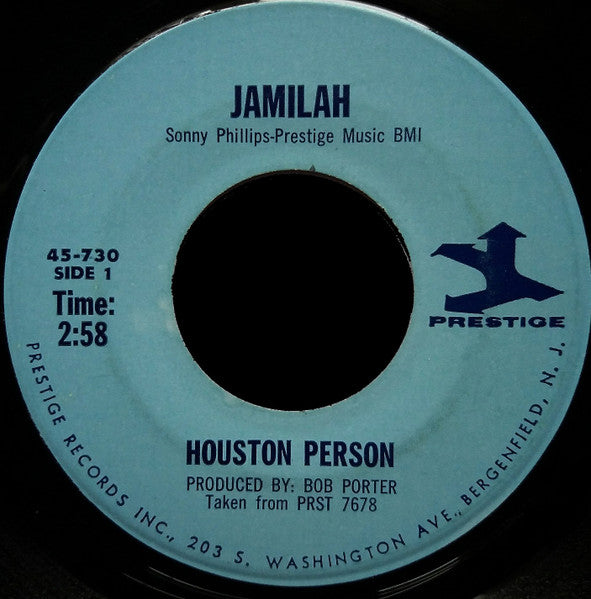 JAMILAH
Sonny Phillips-Prestige Music BMI
45-730
SIDE 1
Time:
2:58
PRESTIGE
HOUSTON PERSON
PRODUCED BY: BOB PORTER
Taken from PRST 7678
PRESTIGE RECORDS INC., 203 S. WASHINGTON AVE., BERGENFIELD, N. J.